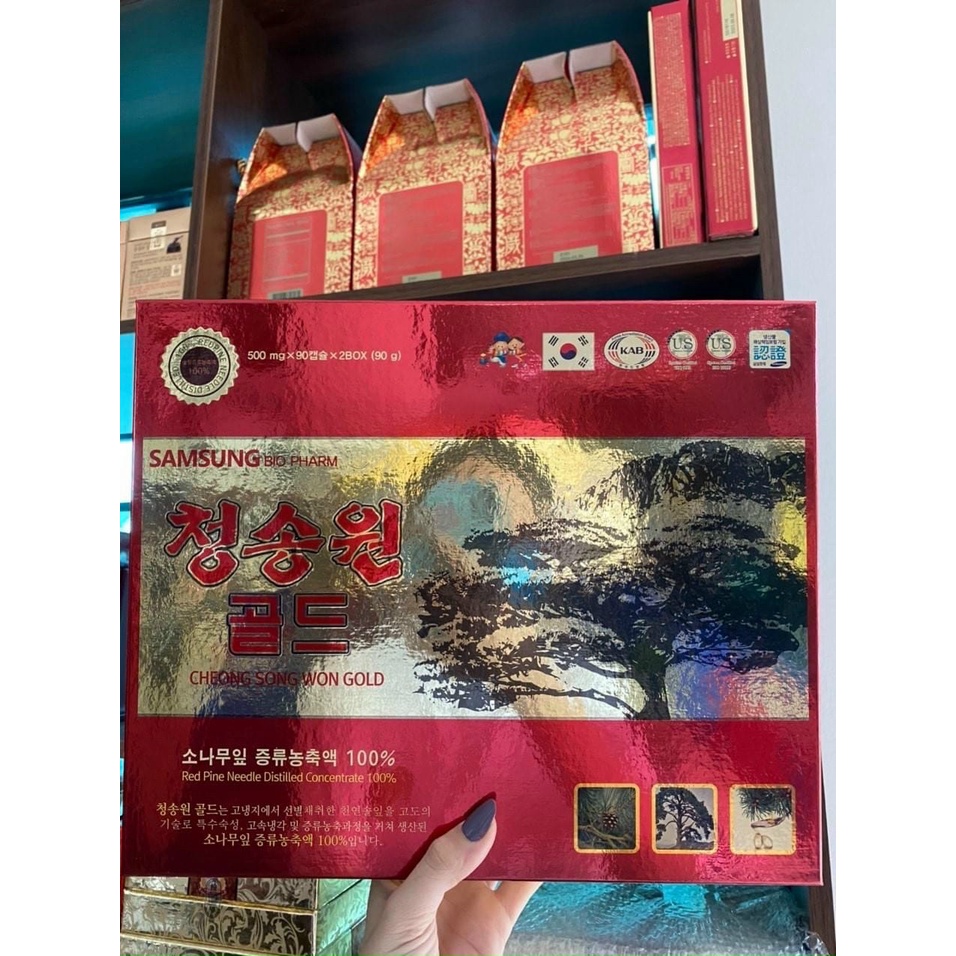 500 mg×90캡슐×2BOX (90 g)
100%
KAB
US
US
認證
SAMSUNG BIO PHARM
청송원
골드
CHEONG SONG WON GOLD
소나무잎 증류농축액 100%
Red Pine Needle Distilled Concentrate 100%
청송원 골드는 고냉지에서 선별채취한 천연솔잎을 고도의
기술로 특수숙성, 고속냉각 및 증류농축과정을 거쳐 생산된
소나무잎 증류농축액 100%입니다.